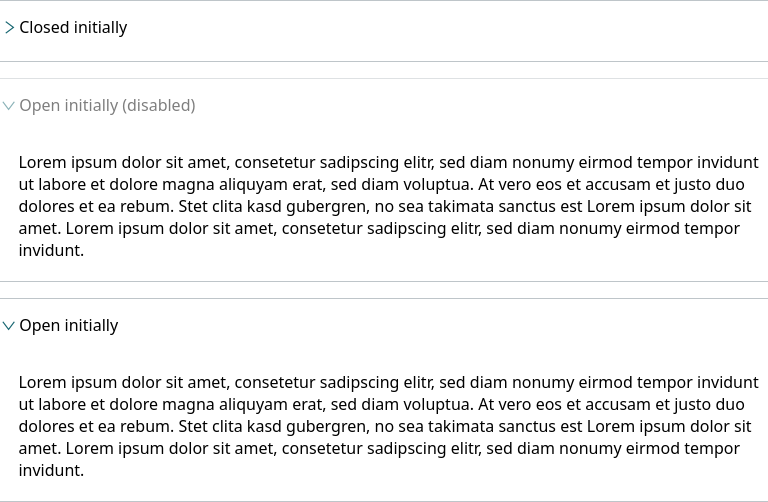 Closed initially
Open initially (disabled)
Lorem ipsum dolor sit amet, consetetur sadipscing elitr, sed diam nonumy eirmod tempor invidunt
ut labore et dolore magna aliquyam erat, sed diam voluptua. At vero eos et accusam et justo duo
dolores et ea rebum. Stet clita kasd gubergren, no sea takimata sanctus est Lorem ipsum dolor sit
amet. Lorem ipsum dolor sit amet, consetetur sadipscing elitr, sed diam nonumy eirmod tempor
invidunt.
Open initially
Lorem ipsum dolor sit amet, consetetur sadipscing elitr, sed diam nonumy eirmod tempor invidunt
ut labore et dolore magna aliquyam erat, sed diam voluptua. At vero eos et accusam et justo duo
dolores et ea rebum. Stet clita kasd gubergren, no sea takimata sanctus est Lorem ipsum dolor sit
amet. Lorem ipsum dolor sit amet, consetetur sadipscing elitr, sed diam nonumy eirmod tempor
invidunt.